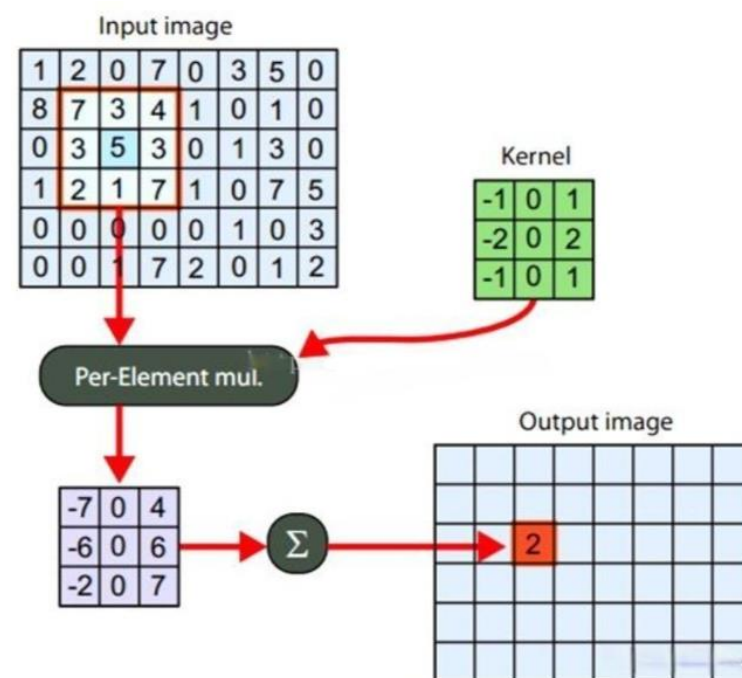 Input image
1 2 0 7 0 3 5 0
8 7 3 4 1 0 1 0
0 3 5 3 0 1 3 0
1 2 1 7 1 0 7 5
0 0 0 0 0 1 0 3
0 0 1 7 2 0 1 2
Kernel
-1 0 1
-2 0 2
-1 0 1
Per-Element mul.
-7 0 4
-6 0 6
-2 0 7
Σ
Output image
2